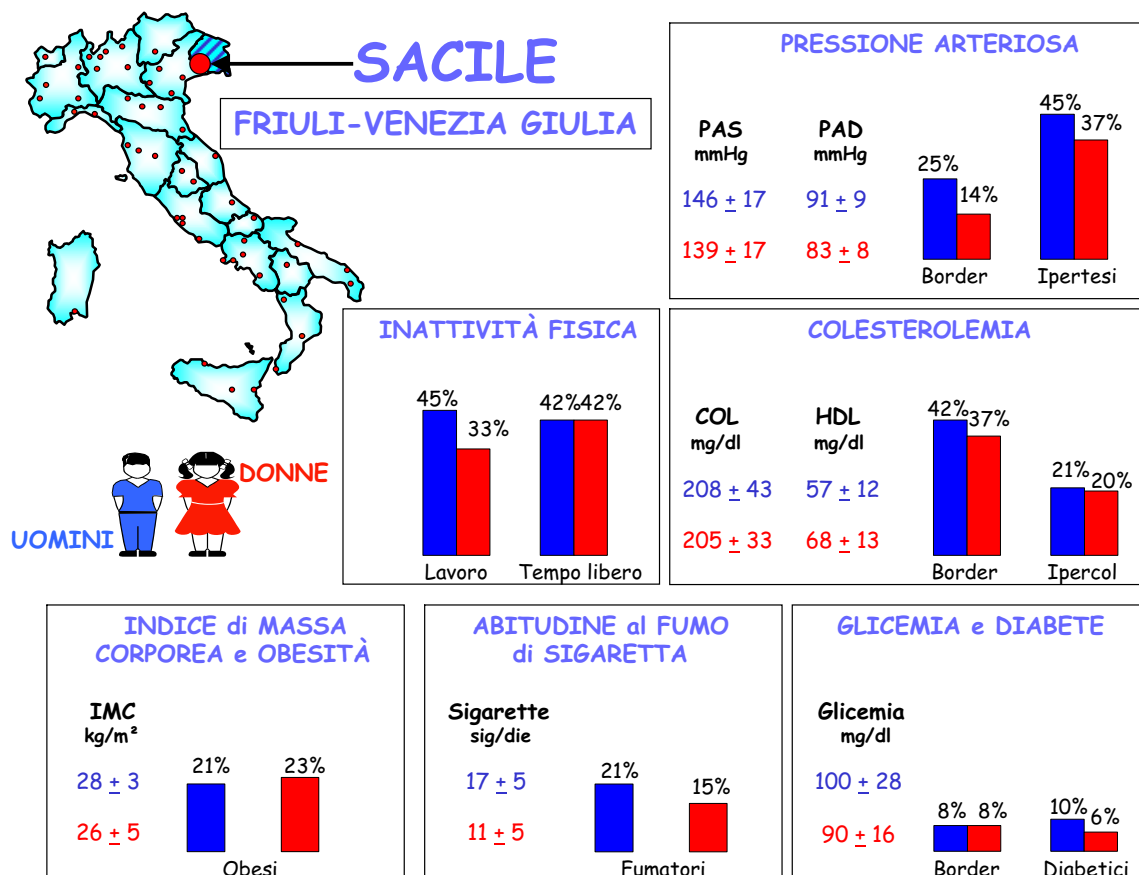 SACILE
FRIULI-VENEZIA GIULIA
PRESSIONE ARTERIOSA
PAS PAD
mmHg mmHg
146 ± 17 91 ± 9
139 ± 17 83 ± 8
25% 14% 45% 37%
Border Ipertesi
INATTIVITÀ FISICA
45% 33% 42% 42%
Lavoro Tempo libero
COLESTEROLEMIA
COL HDL
mg/dl mg/dl
208 ± 43 57 ± 12
205 ± 33 68 ± 13
42% 37% 21% 20%
Border Ipercol
DONNE
UOMINI
INDICE di MASSA
CORPOREA e OBESITÀ
IMC
kg/m²
28 ± 3
26 ± 5
21% 23%
Obesi
ABITUDINE al FUMO
di SIGARETTA
Sigarette
sig/die
17 ± 5
11 ± 5
21% 15%
Fumatori
GLICEMIA e DIABETE
Glicemia
mg/dl
100 ± 28
90 ± 16
8% 8% 10% 6%
Border Diabetici